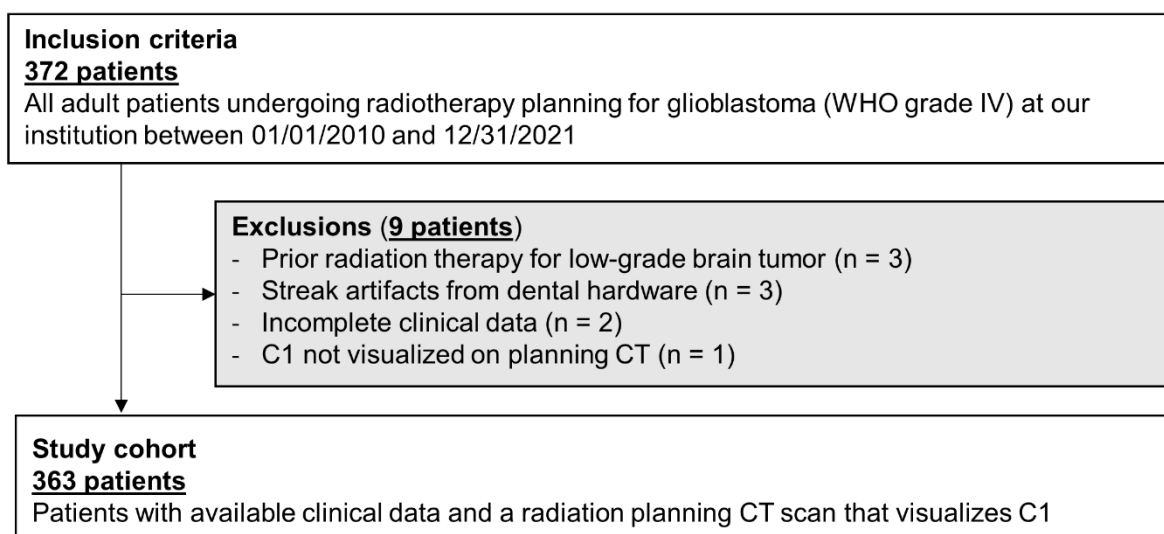 Inclusion criteria
372 patients
All adult patients undergoing radiotherapy planning for glioblastoma (WHO grade IV) at our
institution between 01/01/2010 and 12/31/2021
Exclusions (9 patients)
- Prior radiation therapy for low-grade brain tumor (n = 3)
- Streak artifacts from dental hardware (n = 3)
- Incomplete clinical data (n = 2)
- C1 not visualized on planning CT (n = 1)
Study cohort
363 patients
Patients with available clinical data and a radiation planning CT scan that visualizes C1